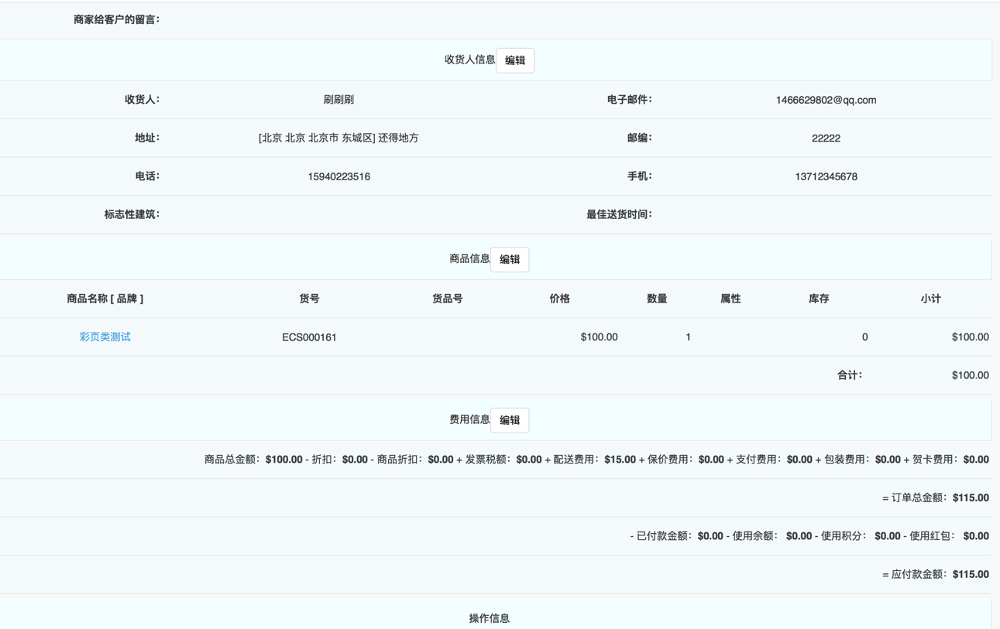 商家给客户的留言：
收货人信息 编辑
收货人： 刷刷刷 电子邮件： 1466629802@qq.com
地址： [北京 北京 北京市 东城区] 还得地方 邮编： 22222
电话： 15940223516 手机： 13712345678
标志性建筑： 最佳送货时间：
商品信息 编辑
商品名称 [ 品牌 ] 货号 货品号 价格 数量 属性 库存 小计
彩页类测试 ECS000161 $100.00 1 0 $100.00
合计： $100.00
费用信息 编辑
商品总金额：$100.00 - 折扣：$0.00 - 商品折扣：$0.00 + 发票税额：$0.00 + 配送费用：$15.00 + 保价费用：$0.00 + 支付费用：$0.00 + 包装费用：$0.00 + 贺卡费用：$0.00
= 订单总金额：$115.00
- 已付款金额：$0.00 - 使用余额： $0.00 - 使用积分： $0.00 - 使用红包： $0.00
= 应付款金额：$115.00
操作信息